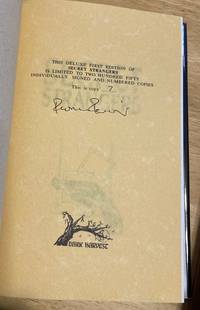 THIS DELUXE FIRST EDITION OF
SECRET STRANGERS
IS LIMITED TO TWO HUNDRED FIFTY
INDIVIDUALLY SIGNED AND NUMBERED COPIES
This is copy 7
DARK HARVEST